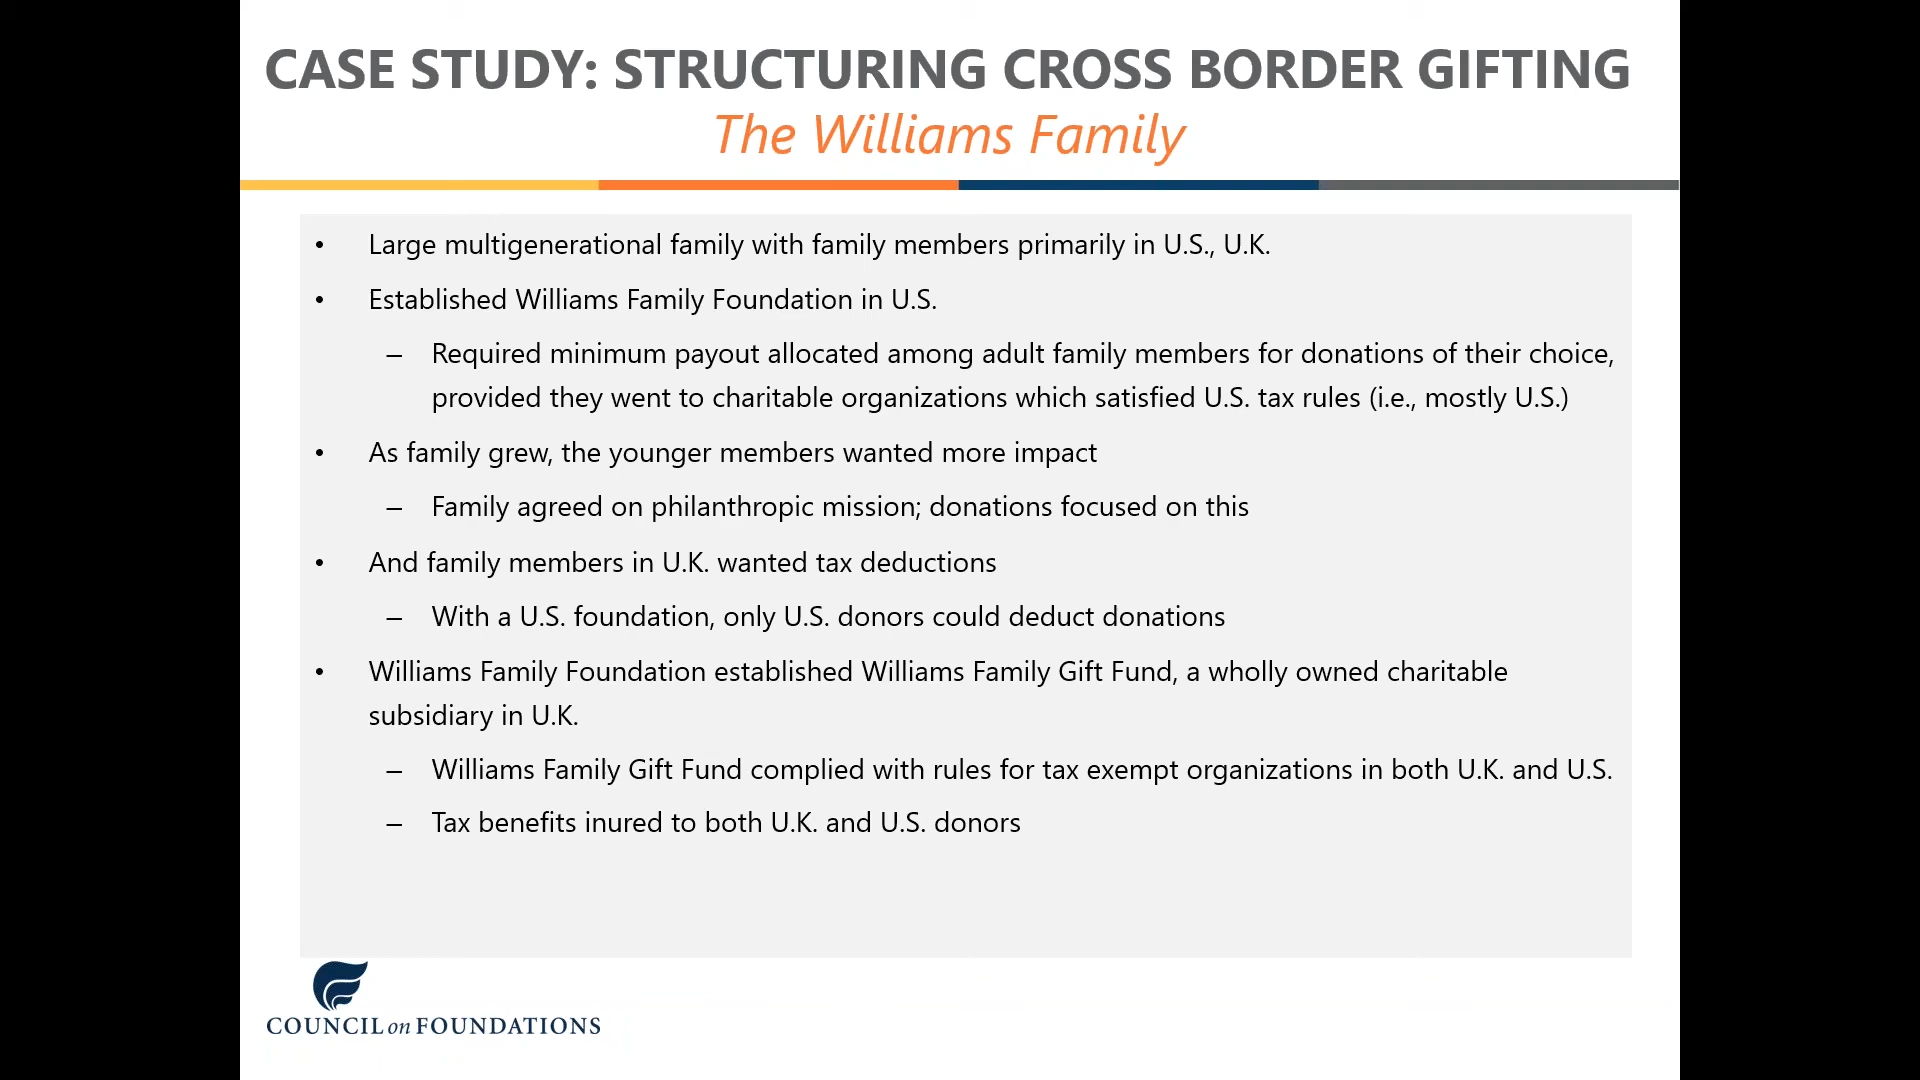 CASE STUDY: STRUCTURING CROSS BORDER GIFTING
The Williams Family
• Large multigenerational family with family members primarily in U.S., U.K.
• Established Williams Family Foundation in U.S.
– Required minimum payout allocated among adult family members for donations of their choice,
provided they went to charitable organizations which satisfied U.S. tax rules (i.e., mostly U.S.)
• As family grew, the younger members wanted more impact
– Family agreed on philanthropic mission; donations focused on this
• And family members in U.K. wanted tax deductions
– With a U.S. foundation, only U.S. donors could deduct donations
• Williams Family Foundation established Williams Family Gift Fund, a wholly owned charitable
subsidiary in U.K.
– Williams Family Gift Fund complied with rules for tax exempt organizations in both U.K. and U.S.
– Tax benefits inured to both U.K. and U.S. donors
COUNCIL on FOUNDATIONS